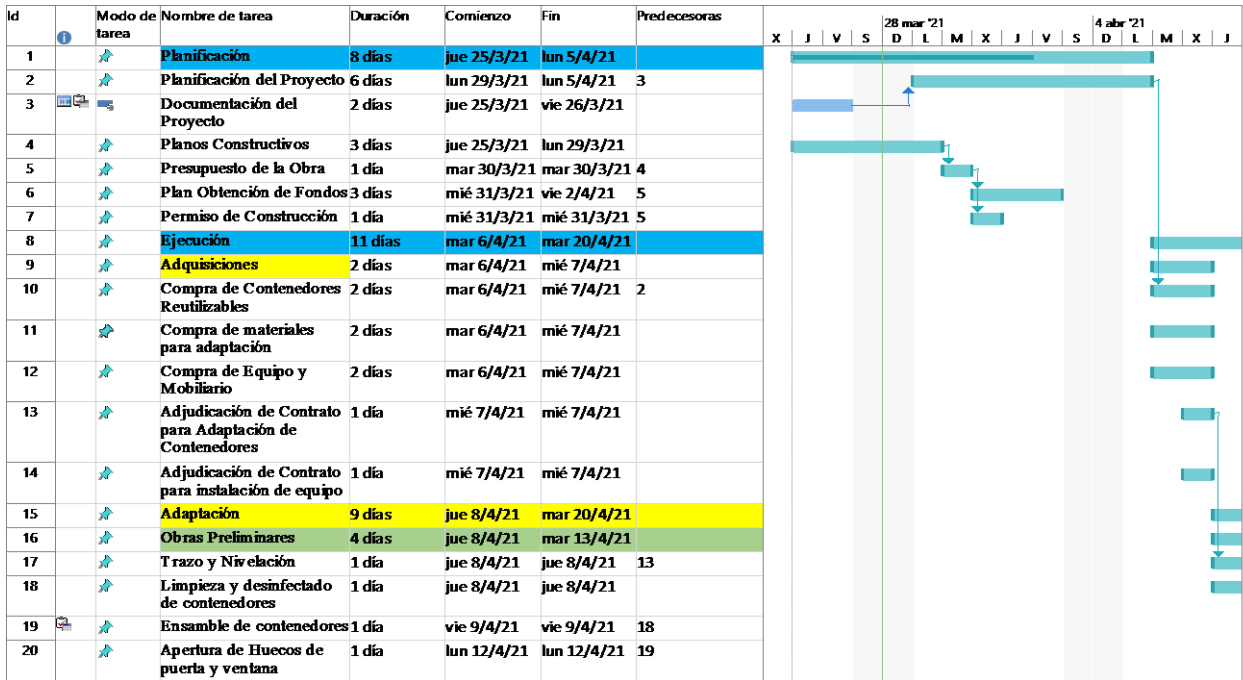 Id Modo de tarea Nombre de tarea Duración Comienzo Fin Predecesoras
28 mar '21 4 abr '21
X J V S D L M X J V S D L M X J
1 Planificación 8 días jue 25/3/21 lun 5/4/21
2 Planificación del Proyecto 6 días lun 29/3/21 lun 5/4/21 3
3 Documentación del 2 días jue 25/3/21 vie 26/3/21
Proyecto
4 Planos Constructivos 3 días jue 25/3/21 lun 29/3/21
5 Presupuesto de la Obra 1 día mar 30/3/21 mar 30/3/21 4
6 Plan Obtención de Fondos 3 días mié 31/3/21 vie 2/4/21 5
7 Permiso de Construcción 1 día mié 31/3/21 mié 31/3/21 5
8 Ejecución 11 días mar 6/4/21 mar 20/4/21
9 Adquisiciones 2 días mar 6/4/21 mié 7/4/21
10 Compra de Contenedores 2 días mar 6/4/21 mié 7/4/21 2
Reutilizables
11 Compra de materiales 2 días mar 6/4/21 mié 7/4/21
para adaptación
12 Compra de Equipo y 2 días mar 6/4/21 mié 7/4/21
Mobiliario
13 Adjudicación de Contrato 1 día mié 7/4/21 mié 7/4/21
para Adaptación de
Contenedores
14 Adjudicación de Contrato 1 día mié 7/4/21 mié 7/4/21
para instalación de equipo
15 Adaptación 9 días jue 8/4/21 mar 20/4/21
16 Obras Preliminares 4 días jue 8/4/21 mar 13/4/21
17 Trazo y Nivelación 1 día jue 8/4/21 jue 8/4/21 13
18 Limpieza y desinfectado 1 día jue 8/4/21 jue 8/4/21
de contenedores
19 Ensamble de contenedores 1 día vie 9/4/21 vie 9/4/21 18
20 Apertura de Huecos de 1 día lun 12/4/21 lun 12/4/21 19
puerta y ventana